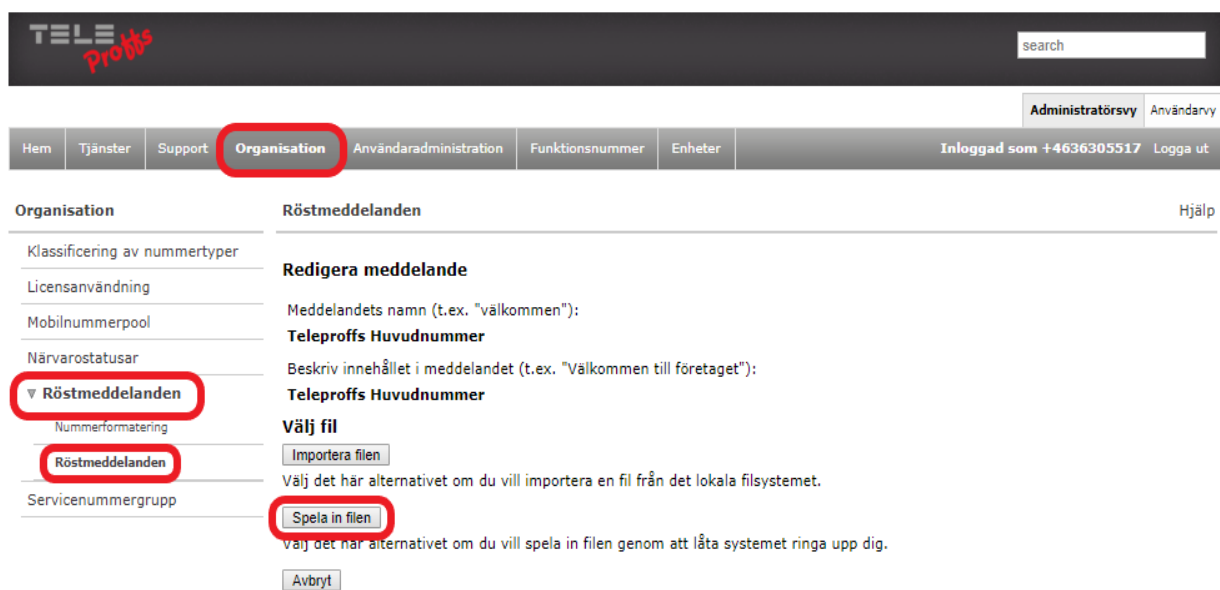 TELE
Proffs
search
Administratörsvy Användarvy
Hem Tjänster Support Organisation Användaradministration Funktionsnummer Enheter Inloggad som +4636305517 Logga ut
Organisation
Klassificering av nummertyper
Licensanvändning
Mobilnummerpool
Närvarostatusar
Röstmeddelanden
Nummerformatering
Röstmeddelanden
Servicenummergrupp
Röstmeddelanden Hjälp
Redigera meddelande
Meddelandets namn (t.ex. "välkommen"):
Teleproffs Huvudnummer
Beskriv innehållet i meddelandet (t.ex. "Välkommen till företaget"):
Teleproffs Huvudnummer
Välj fil
Importera filen
Välj det här alternativet om du vill importera en fil från det lokala filsystemet.
Spela in filen
Välj det här alternativet om du vill spela in filen genom att låta systemet ringa upp dig.
Avbryt